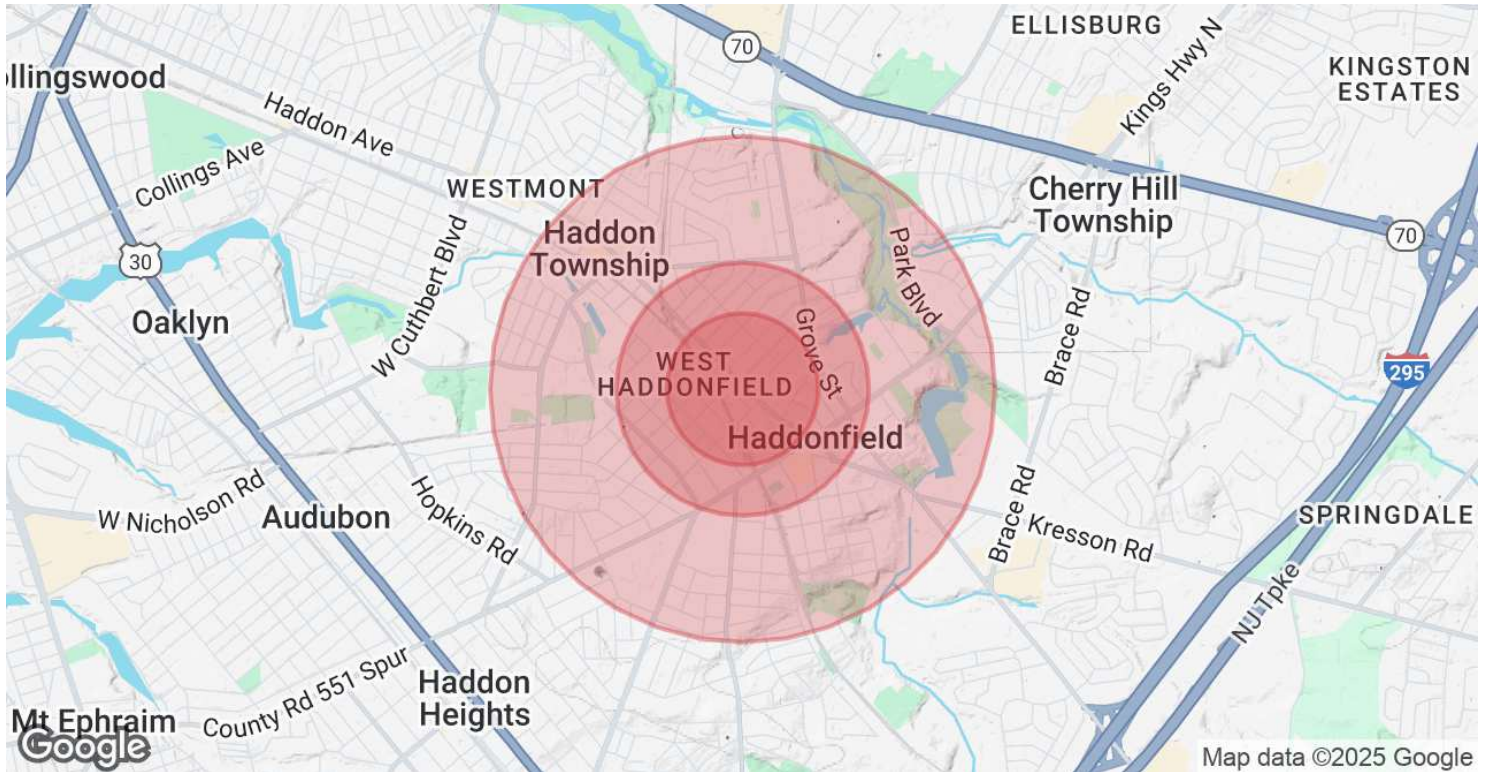 ELLISBURG
70
Kings Hwy N
KINGSTON
ESTATES
ollingswood
Haddon Ave
Collings Ave
WESTMONT
Cherry Hill
Township
Haddon
Township
70
30
W Cuthbert Blvd
Park Blvd
Oaklyn
Brace Rd
Grove St
WEST
HADDONFIELD
295
Haddonfield
W Nicholson Rd
Audubon
Hopkins Rd
Brace Rd
Kresson Rd
SPRINGDALE
NJ Tpke
Haddon
Heights
County Rd 551 Spur
Mt Ephraim
Google
Map data ©2025 Google